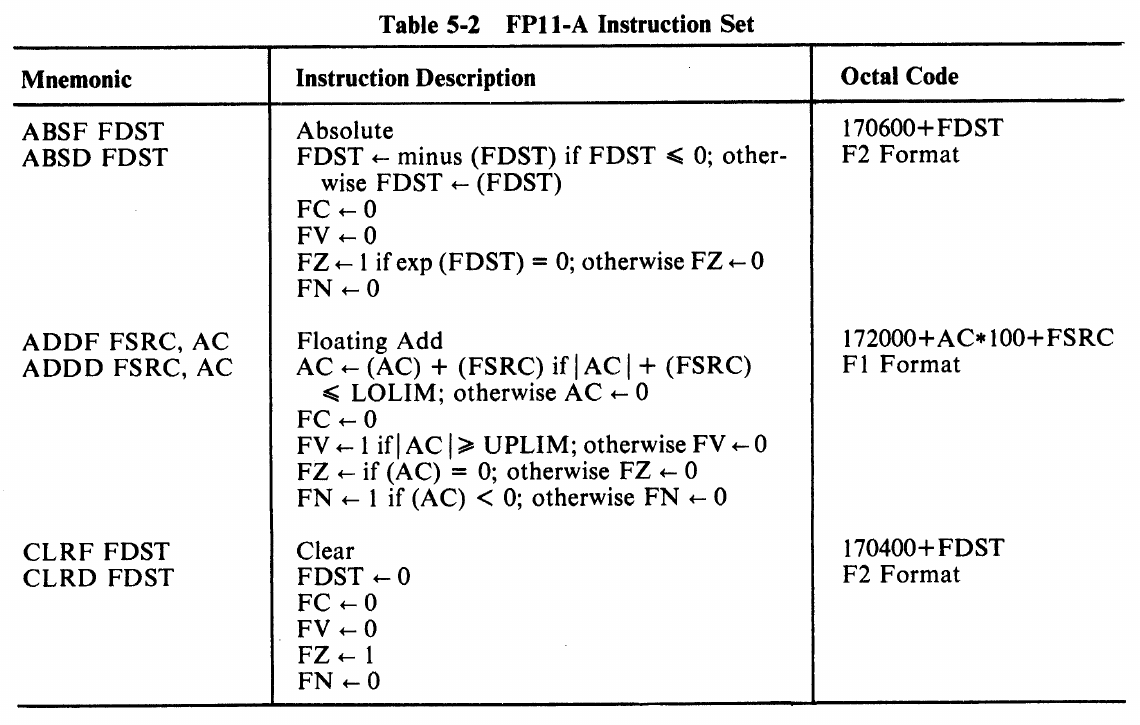 Table 5-2 FP11-A Instruction Set
Mnemonic
Instruction Description
Octal Code
ABSF FDST
ABSD FDST
Absolute
FDST ← minus (FDST) if FDST ⩽ 0; other-
wise FDST ← (FDST)
FC ← 0
FV ← 0
FZ ← 1 if exp (FDST) = 0; otherwise FZ ← 0
FN ← 0
170600+FDST
F2 Format
ADDF FSRC, AC
ADDD FSRC, AC
Floating Add
AC ← (AC) + (FSRC) if | AC | + (FSRC)
⩽ LOLIM; otherwise AC ← 0
FC ← 0
FV ← 1 if | AC | ⩾ UPLIM; otherwise FV ← 0
FZ ← if (AC) = 0; otherwise FZ ← 0
FN ← 1 if (AC) < 0; otherwise FN ← 0
172000+AC*100+FSRC
F1 Format
CLRF FDST
CLRD FDST
Clear
FDST ← 0
FC ← 0
FV ← 0
FZ ← 1
FN ← 0
170400+FDST
F2 Format